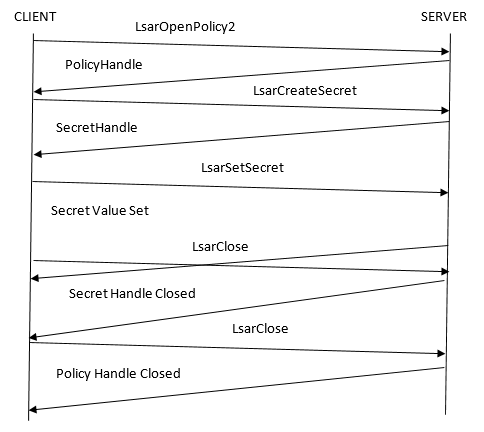 CLIENT
SERVER
LsarOpenPolicy2
PolicyHandle
LsarCreateSecret
SecretHandle
LsarSetSecret
Secret Value Set
LsarClose
Secret Handle Closed
LsarClose
Policy Handle Closed